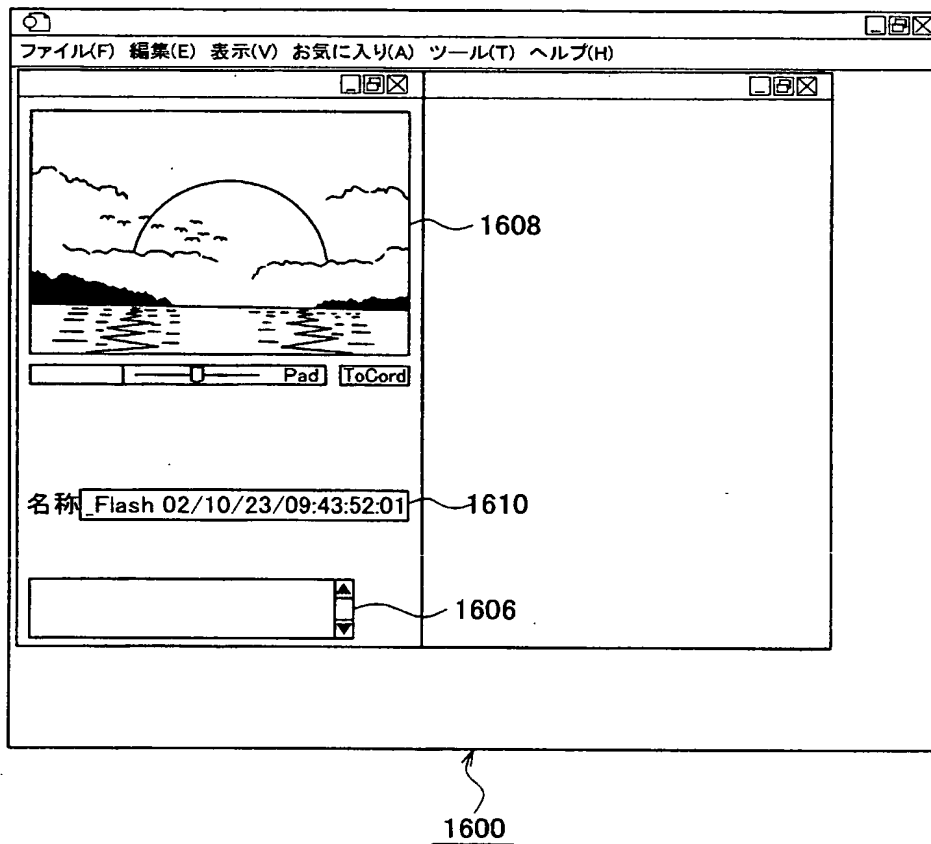 ファイル(F) 編集(E) 表示(V) お気に入り(A) ツール(T) ヘルプ(H)
1608
Pad ToCord
名称 _Flash 02/10/23/09:43:52:01
1610
1606
1600